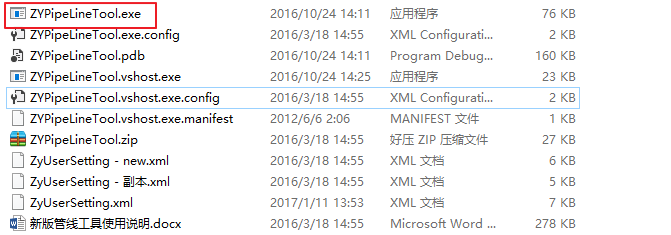 ZYPipeLineTool.exe 2016/10/24 14:11 应用程序 76 KB
ZYPipeLineTool.exe.config 2016/3/18 14:55 XML Configurati... 2 KB
ZYPipeLineTool.pdb 2016/10/24 14:11 Program Debug... 160 KB
ZYPipeLineTool.vshost.exe 2016/10/24 14:25 应用程序 23 KB
ZYPipeLineTool.vshost.exe.config 2016/3/18 14:55 XML Configurati... 2 KB
ZYPipeLineTool.vshost.exe.manifest 2012/6/6 2:06 MANIFEST 文件 1 KB
ZYPipeLineTool.zip 2016/3/18 14:55 好压 ZIP 压缩文件 27 KB
ZyUserSetting - new.xml 2016/3/18 14:55 XML 文档 6 KB
ZyUserSetting - 副本.xml 2016/3/18 14:55 XML 文档 5 KB
ZyUserSetting.xml 2017/1/11 13:53 XML 文档 6 KB
新版管线工具使用说明.docx 2016/3/18 14:55 Microsoft Word ... 278 KB